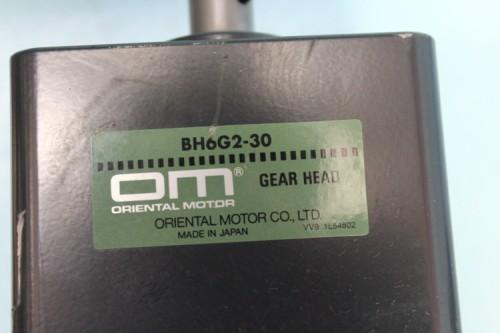 BH6G2-30
OM® GEAR HEAD
ORIENTAL MOTOR
ORIENTAL MOTOR CO., LTD.
MADE IN JAPAN